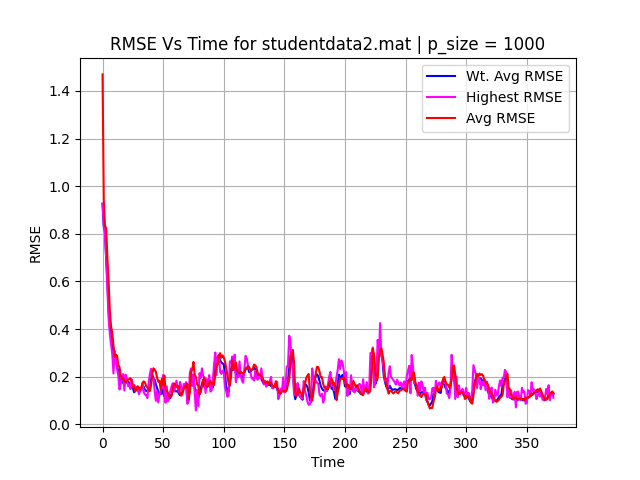 RMSE Vs Time for studentdata2.mat | p_size = 1000
Wt. Avg RMSE
Highest RMSE
Avg RMSE
RMSE
1.4
1.2
1.0
0.8
0.6
0.4
0.2
0.0
0 50 100 150 200 250 300 350
Time